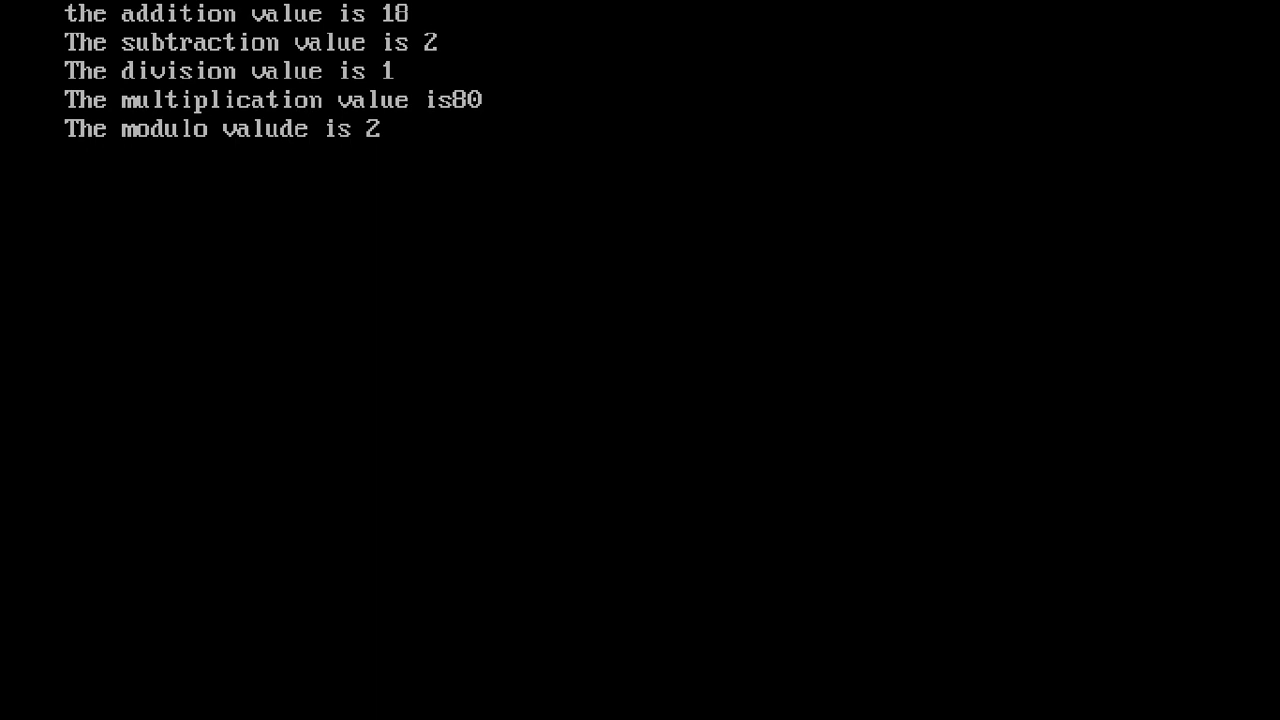 the addition value is 18
The subtraction value is 2
The division value is 1
The multiplication value is80
The modulo valude is 2